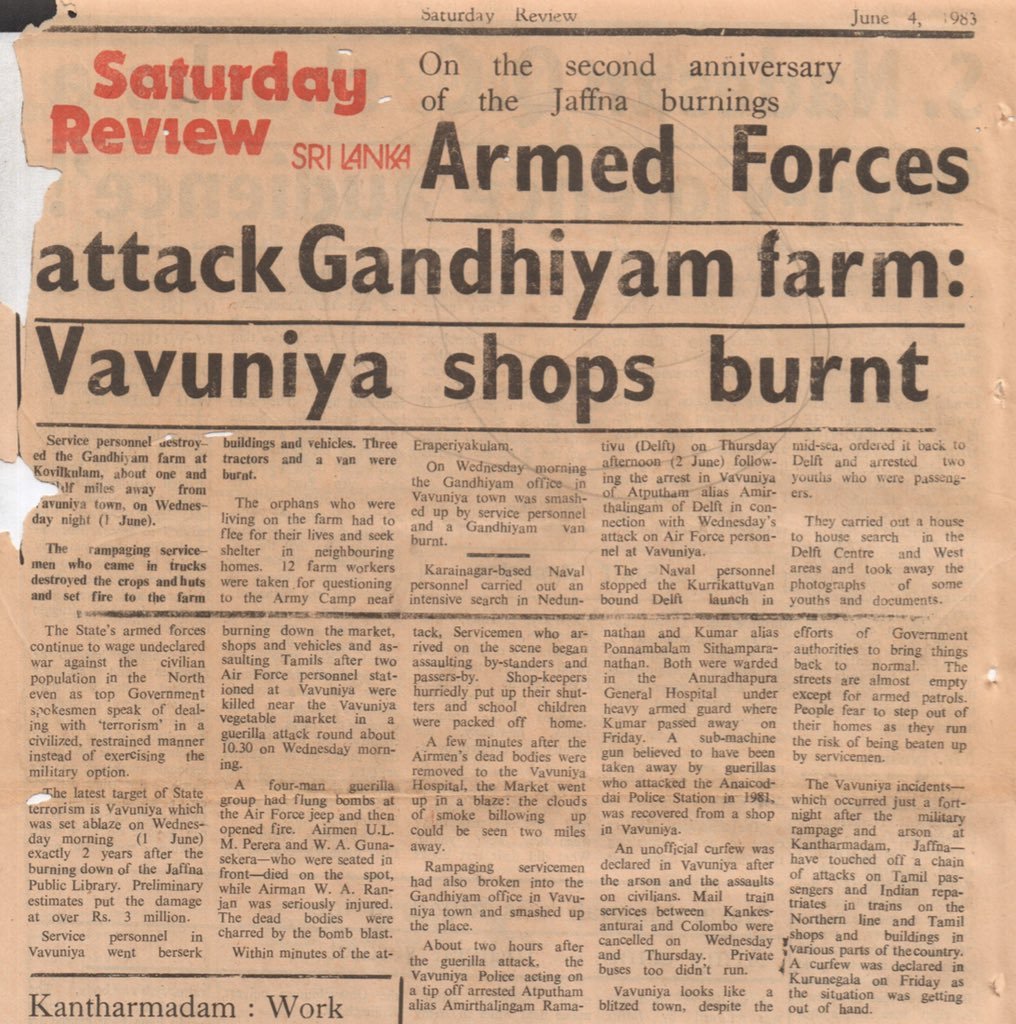 Saturday Review
June 4, 1983
Saturday
Review
SRI LANKA
On the second anniversary
of the Jaffna burnings
Armed Forces
attack Gandhiyam farm:
Vavuniya shops burnt
Service personnel destroy-
ed the Gandhiyam farm at
Kovilkulam, about one and
miles away from
Vavuniya town, on Wednes-
day night (1 June).
The rampaging service-
men who came in trucks
destroyed the crops and huts
and set fire to the farm
buildings and vehicles. Three
tractors and a van were
burnt.
The orphans who were
living on the farm had to
flee for their lives and seek
shelter in neighbouring
homes. 12 farm workers
were taken for questioning
to the Army Camp near
Eraperiyakulam.
On Wednesday morning
the Gandhiyam office in
Vavuniya town was smash-
ed up by service personnel
and a Gandhiyam van
burnt.
Karainagar-based Naval
personnel carried out an
intensive search in Nedun-
tivu (Delft) on Thursday
afternoon (2 June) follow-
ing the arrest in Vavuniya
of Atputham alias Amir-
thalingam of Delft in con-
nection with Wednesday's
attack on Air Force person-
nel at Vavuniya.
The Naval personnel
stopped the Kurrikattuvan
bound Delft launch in
mid-sea, ordered it back to
Delft and arrested two
youths who were passeng-
ers.
They carried out a house
to house search in the
Delft Centre and West
areas and took away the
photographs of some
youths and documents.
The State's armed forces
continue to wage undeclared
war against the civilian
population in the North
even as top Government
spokesmen speak of deal-
ing with 'terrorism' in a
civilized, restrained manner
instead of exercising the
military option.
The latest target of State
terrorism is Vavuniya which
was set ablaze on Wednes-
day morning (1 June)
exactly 2 years after the
burning down of the Jaffna
Public Library. Preliminary
estimates put the damage
at over Rs. 3 million.
Service personnel in
Vavuniya went berserk
burning down the market,
shops and vehicles and as-
saulting Tamils after two
Air Force personnel stat-
ioned at Vavuniya were
killed near the Vavuniya
vegetable market in a
guerilla attack round about
10.30 on Wednesday morn-
ing.
A four-man guerilla
group had flung bombs at
the Air Force jeep and then
opened fire. Airmen U.L.
M. Perera and W. A. Guna-
sekera—who were seated in
front—died on the spot,
while Airman W. A. Ran-
jan was seriously injured.
The dead bodies were
charred by the bomb blast.
Within minutes of the at-
tack, Servicemen who ar-
rived on the scene began
assaulting by-standers and
passers-by. Shop-keepers
hurriedly put up their shut-
ters and school children
were packed off home.
A few minutes after the
Airmen's dead bodies were
removed to the Vavuniya
Hospital, the Market went
up in a blaze: the clouds
of smoke billowing up
could be seen two miles
away.
Rampaging servicemen
had also broken into the
Gandhiyam office in Vavu-
niya town and smashed up
the place.
About two hours after
the guerilla attack, the
Vavuniya Police acting on
a tip off arrested Atputham
alias Amirthalingam Rama-
nathan and Kumar alias
Ponnambalam Sithampara-
nathan. Both were warded
in the Anuradhapura
General Hospital under
heavy armed guard where
Kumar passed away on
Friday. A sub-machine
gun believed to have been
taken away by guerillas
who attacked the Anaicod-
dai Police Station in 1981,
was recovered from a shop
in Vavuniya.
An unofficial curfew was
declared in Vavuniya after
the arson and the assaults
on civilians. Mail train
services between Kankes-
anturai and Colombo were
cancelled on Wednesday
and Thursday. Private
buses too didn't run.
Vavuniya looks like a
blitzed town, despite the
efforts of Government
authorities to bring things
back to normal. The
streets are almost empty
except for armed patrols.
People fear to step out of
their homes as they run
the risk of being beaten up
by servicemen.
The Vavuniya incidents—
which occurred just a fort-
night after the military
rampage and arson at
Kantharmadam, Jaffna—
have touched off a chain
of attacks on Tamil pas-
sengers and Indian repa-
triates in trains on the
Northern line and Tamil
shops and buildings in
various parts of the country.
A curfew was declared in
Kurunegala on Friday as
the situation was getting
out of hand.
Kantharmadam : Work